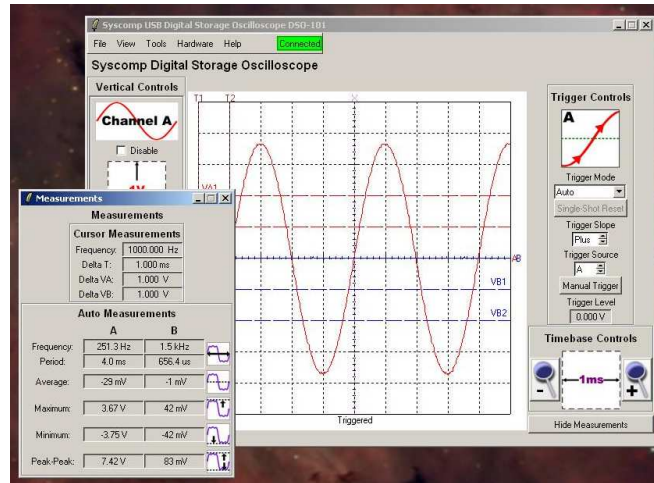 Syscomp USB Digital Storage Oscilloscope DSO-101
File View Tools Hardware Help Connected
Syscomp Digital Storage Oscilloscope
Vertical Controls
Channel A
Disable
1V
T1 T2 X
VA1
AB
VB1
VB2
Triggered
Trigger Controls
A
Trigger Mode
Auto
Single-Shot Reset
Trigger Slope
Plus
Trigger Source
A
Manual Trigger
Trigger Level
0.000 V
Timebase Controls
- 1ms +
Hide Measurements
Measurements
Measurements
Cursor Measurements
Frequency: 1000.000 Hz
Delta T: 1.000 ms
Delta VA: 1.000 V
Delta VB: 1.000 V
Auto Measurements
A B
Frequency: 251.3 Hz 1.5 kHz
Period: 4.0 ms 656.4 us
Average: -29 mV -1 mV
Maximum: 3.67 V 42 mV
Minimum: -3.75 V -42 mV
Peak-Peak: 7.42 V 83 mV